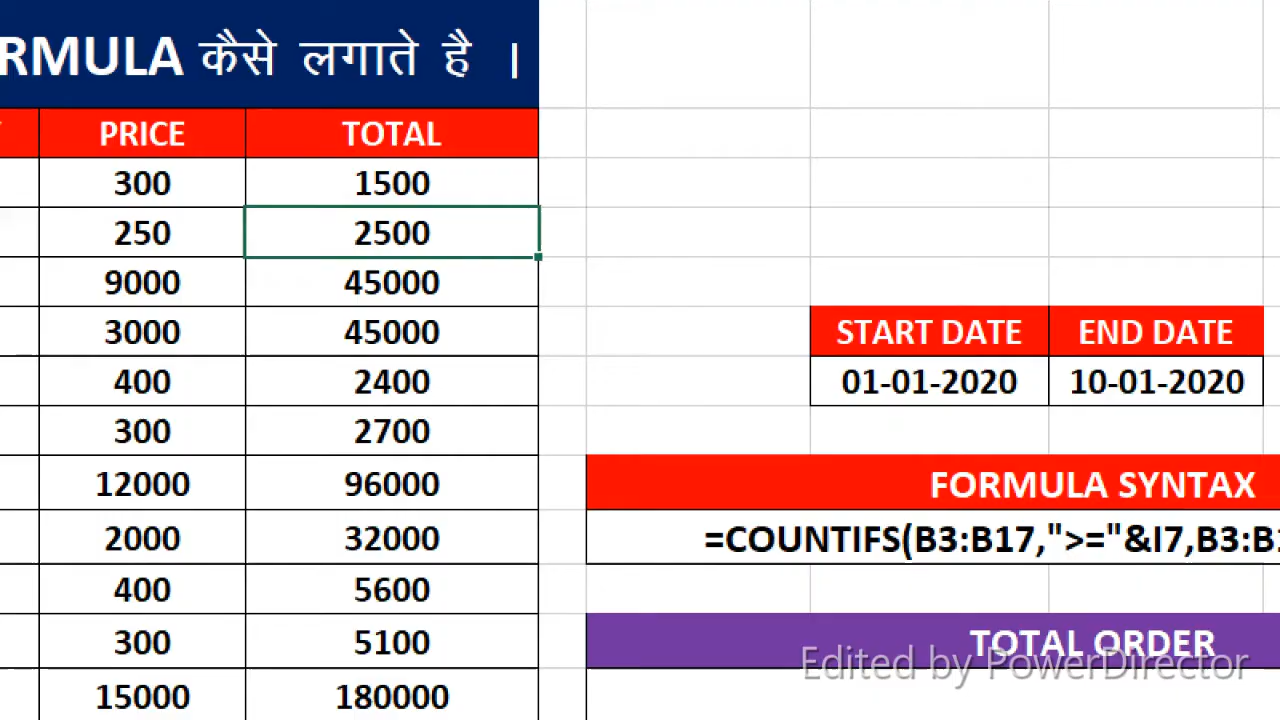 RMULA कैसे लगाते है ।
PRICE TOTAL
300 1500
250 2500
9000 45000
3000 45000
START DATE END DATE
400 2400
01-01-2020 10-01-2020
300 2700
12000 96000
FORMULA SYNTAX
2000 32000
=COUNTIFS(B3:B17,">="&I7,B3:B1
400 5600
300 5100
TOTAL ORDER
Edited by PowerDirector
15000 180000